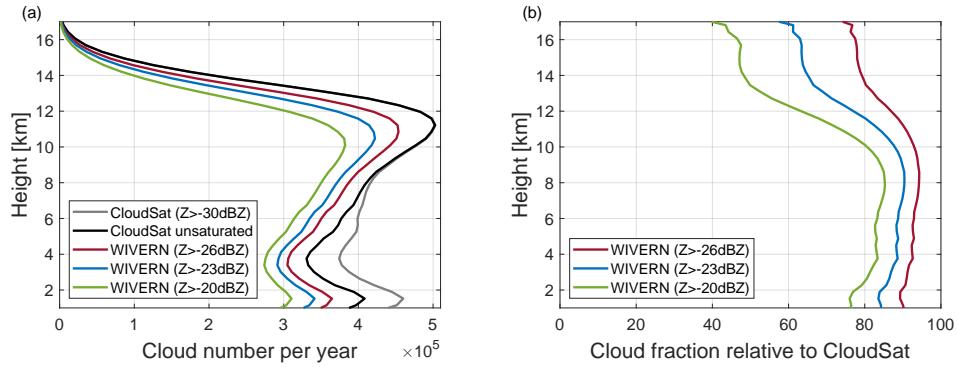 (a)
16
14
12
10
8
6
4
2
Height [km]
CloudSat (Z>-30dBZ)
CloudSat unsaturated
WIVERN (Z>-26dBZ)
WIVERN (Z>-23dBZ)
WIVERN (Z>-20dBZ)
0 1 2 3 4 5
Cloud number per year ×10⁵
(b)
16
14
12
10
8
6
4
2
Height [km]
WIVERN (Z>-26dBZ)
WIVERN (Z>-23dBZ)
WIVERN (Z>-20dBZ)
0 20 40 60 80 100
Cloud fraction relative to CloudSat